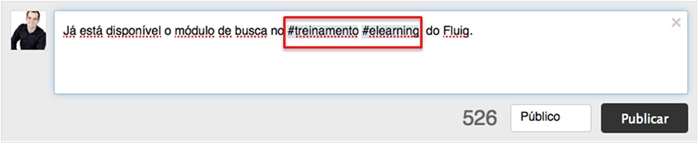 Já está disponível o módulo de busca no #treinamento #elearning do Fluig.
526 Público Publicar